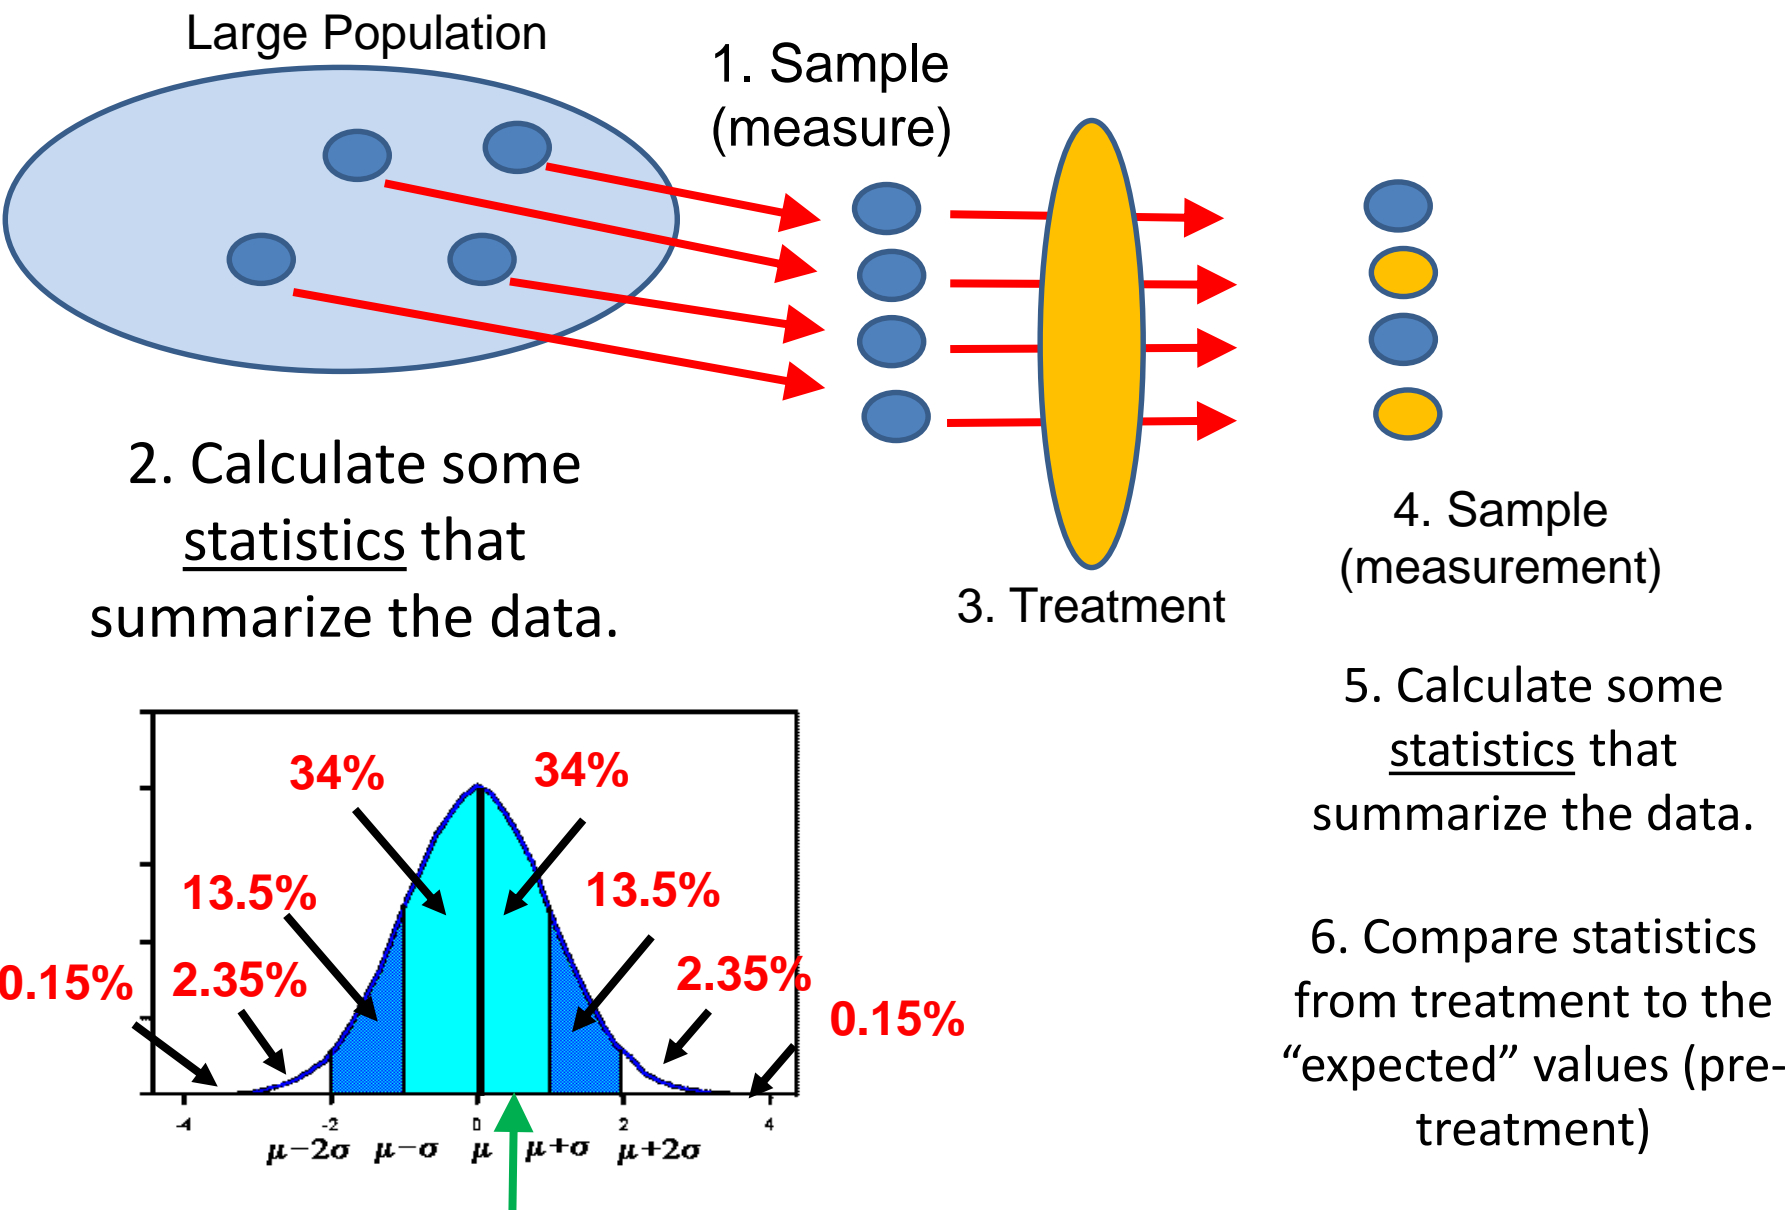 Large Population
1. Sample
(measure)
2. Calculate some
statistics that
summarize the data.
3. Treatment
4. Sample
(measurement)
5. Calculate some
statistics that
summarize the data.
6. Compare statistics
from treatment to the
“expected” values (pre-
treatment)
34% 34%
13.5% 13.5%
0.15% 2.35% 2.35% 0.15%
-4 -2 0 2 4
μ−2σ μ−σ μ μ+σ μ+2σ